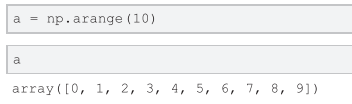 a = np.arange(10)
a
array([0, 1, 2, 3, 4, 5, 6, 7, 8, 9])